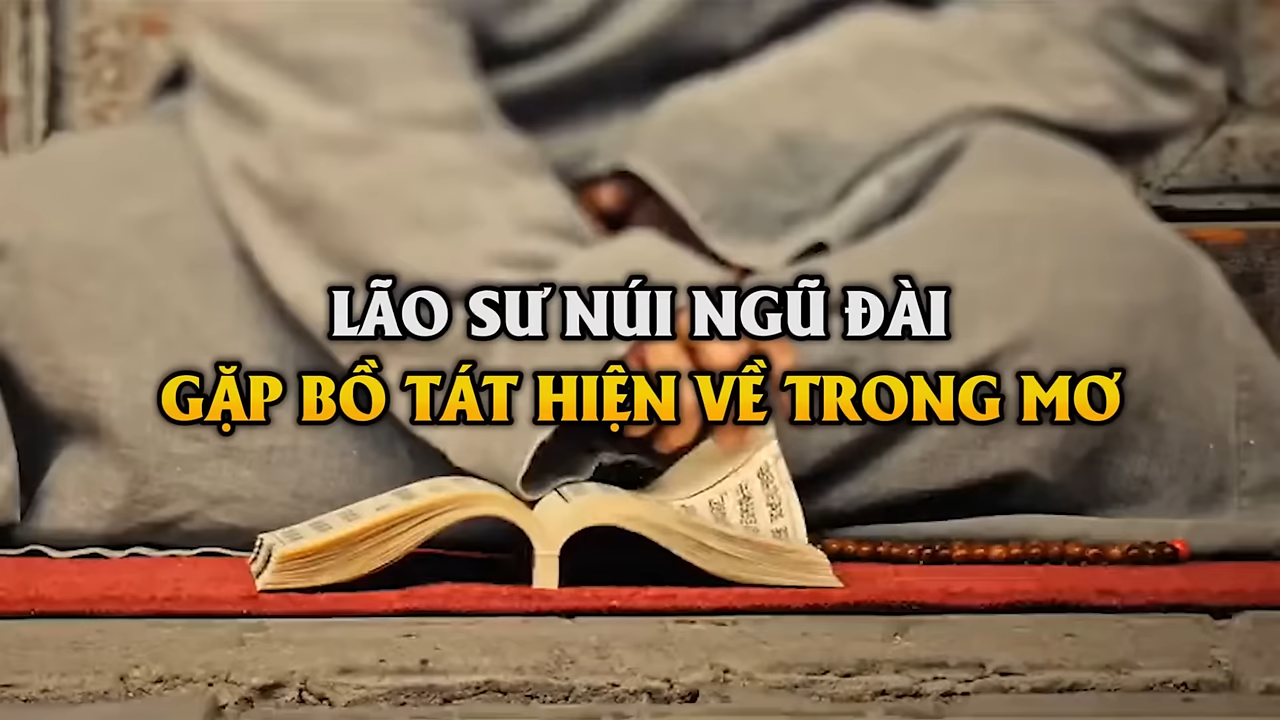 LÃO SƯ NÚI NGŨ ĐÀI
GẶP BỒ TÁT HIỆN VỀ TRONG MƠ